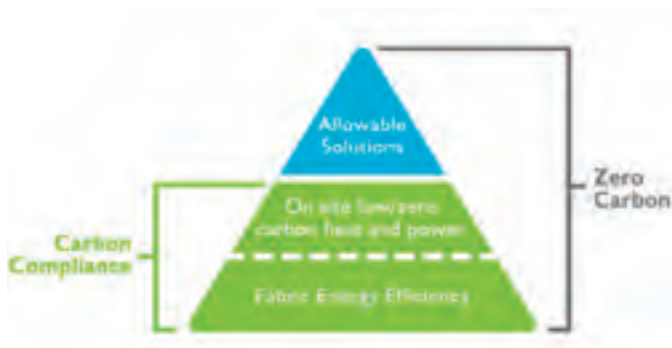 Allowable
Solutions
On site low/zero
carbon heat and power
Fabric Energy Efficiency
Carbon
Compliance
Zero
Carbon